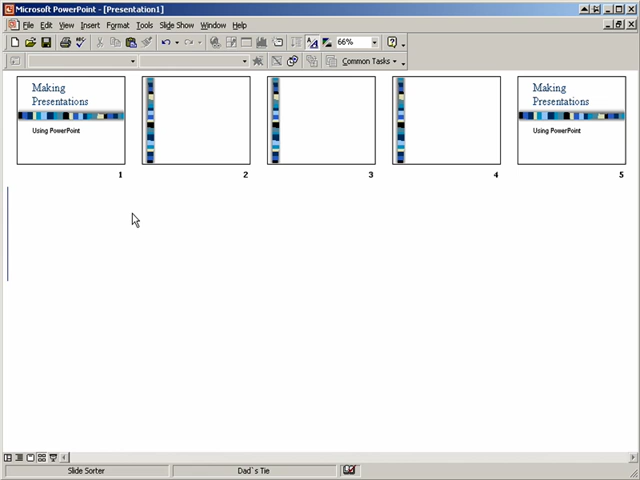 Microsoft PowerPoint - [Presentation1]
File Edit View Insert Format Tools Slide Show Window Help
66%
Common Tasks
Making
Presentations
Using PowerPoint
Making
Presentations
Using PowerPoint
1 2 3 4 5
Slide Sorter Dad`s Tie